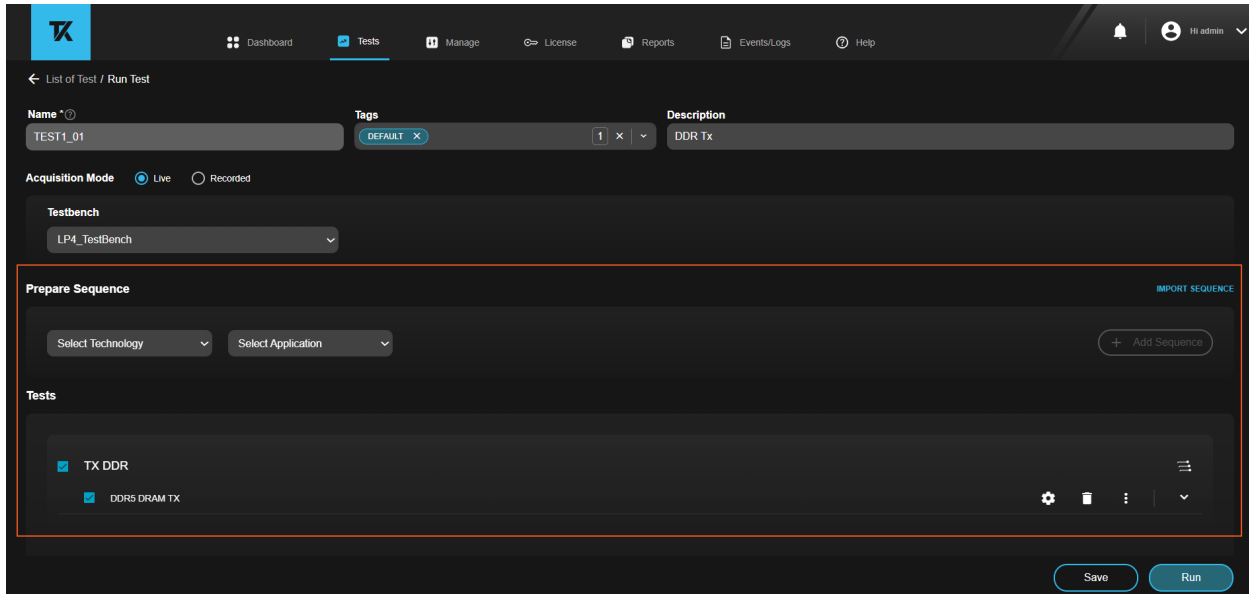 TK
Dashboard Tests Manage License Reports Events/Logs Help Hi admin
List of Test / Run Test
Name * Tags Description
TEST1_01 DEFAULT 1 DDR Tx
Acquisition Mode Live Recorded
Testbench
LP4_TestBench
Prepare Sequence IMPORT SEQUENCE
Select Technology Select Application + Add Sequence
Tests
TX DDR
DDR5 DRAM TX
Save Run